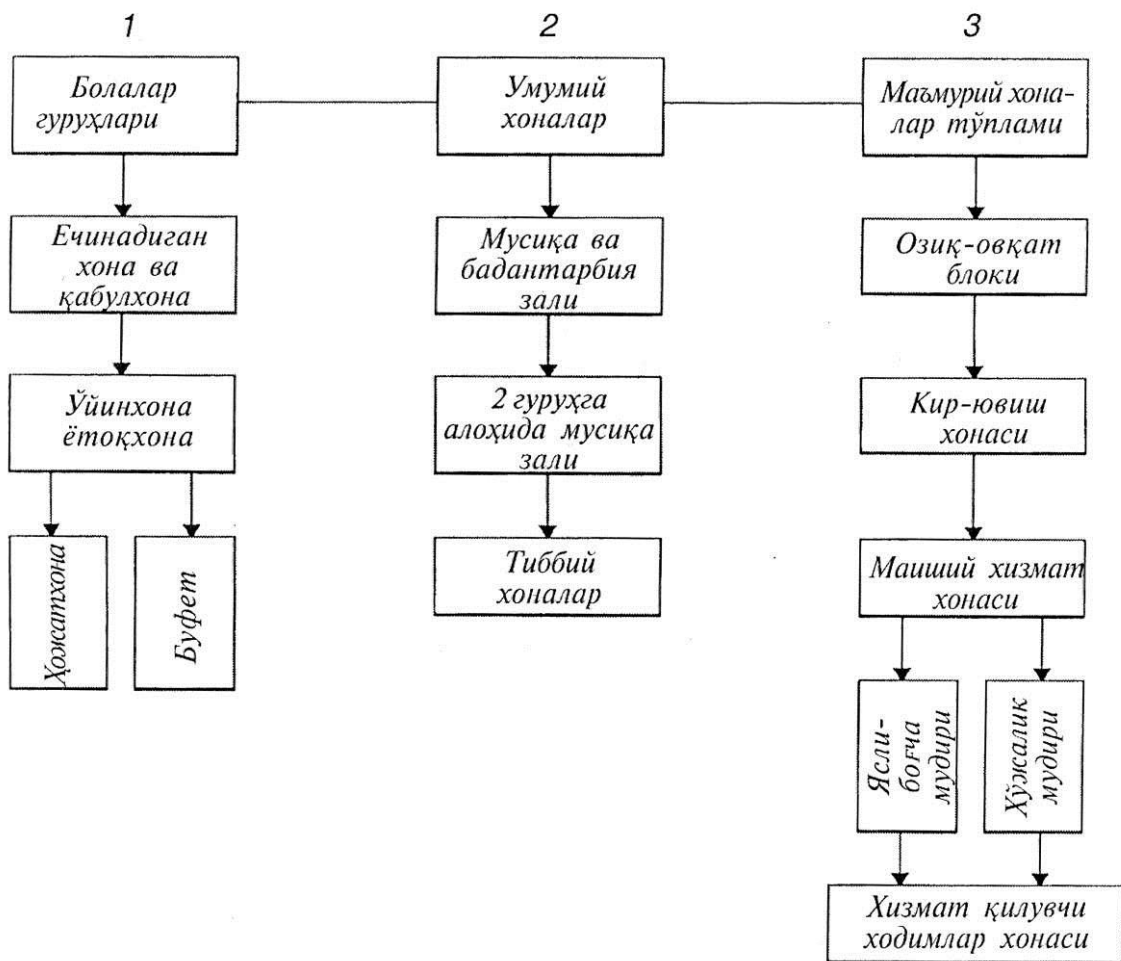 1
Болалар
гуруҳлари
Ечинадиган
хона ва
қабулхона
Ўйинхона
ётоқхона
Ҳожатхона
Буфет
2
Умумий
хоналар
Мусиқа ва
бадантарбия
зали
2 гуруҳга
алоҳида мусиқа
зали
Тиббий
хоналар
3
Маъмурий хона-
лар тўплами
Озиқ-овқат
блоки
Кир-ювиш
хонаси
Маиший хизмат
хонаси
Ясли-
боғча
мудири
Хўжалик
мудири
Хизмат қилувчи
ходимлар хонаси